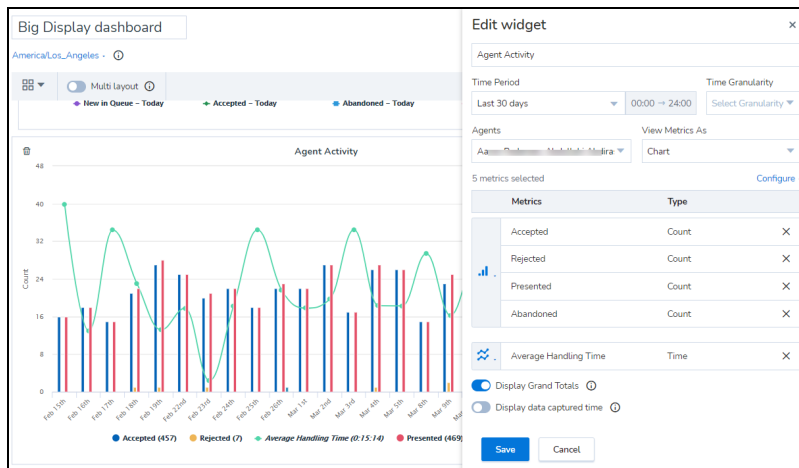 Big Display dashboard
America/Los_Angeles
Multi layout
New in Queue – Today
Accepted – Today
Abandoned – Today
Agent Activity
48
40
32
24
16
8
0
Count
Feb 15th
Feb 16th
Feb 17th
Feb 18th
Feb 19th
Feb 22nd
Feb 23rd
Feb 24th
Feb 25th
Feb 26th
Mar 1st
Mar 2nd
Mar 3rd
Mar 4th
Mar 5th
Mar 8th
Mar 9th
Accepted (457)
Rejected (7)
Average Handling Time (0:15:14)
Presented (469)
Edit widget
Agent Activity
Time Period
Time Granularity
Last 30 days
00:00 → 24:00
Select Granularity
Agents
View Metrics As
Chart
5 metrics selected
Configure
Metrics
Type
Accepted
Count
Rejected
Count
Presented
Count
Abandoned
Count
Average Handling Time
Time
Display Grand Totals
Display data captured time
Save
Cancel